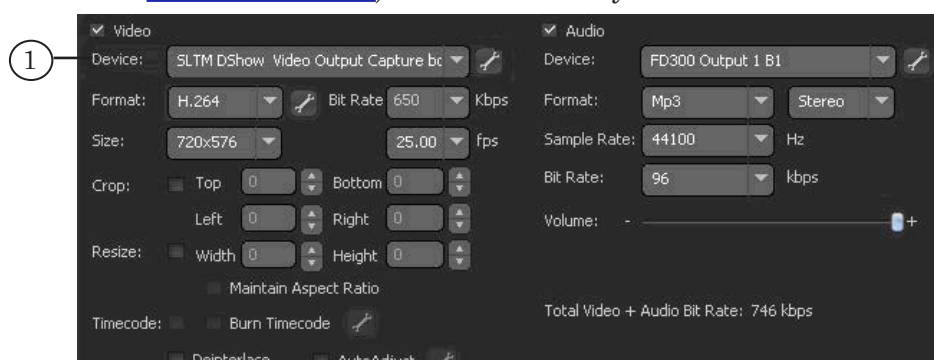 Video
Device: SLTM DShow Video Output Capture bc
Format: H.264 Bit Rate 650 Kbps
Size: 720x576 25.00 fps
Crop: Top 0 Bottom 0
Left 0 Right 0
Resize: Width 0 Height 0
Maintain Aspect Ratio
Timecode: Burn Timecode
Deinterlace AutoAdjust
1
Audio
Device: FD300 Output 1 B1
Format: Mp3 Stereo
Sample Rate: 44100 Hz
Bit Rate: 96 kbps
Volume: - +
Total Video + Audio Bit Rate: 746 kbps